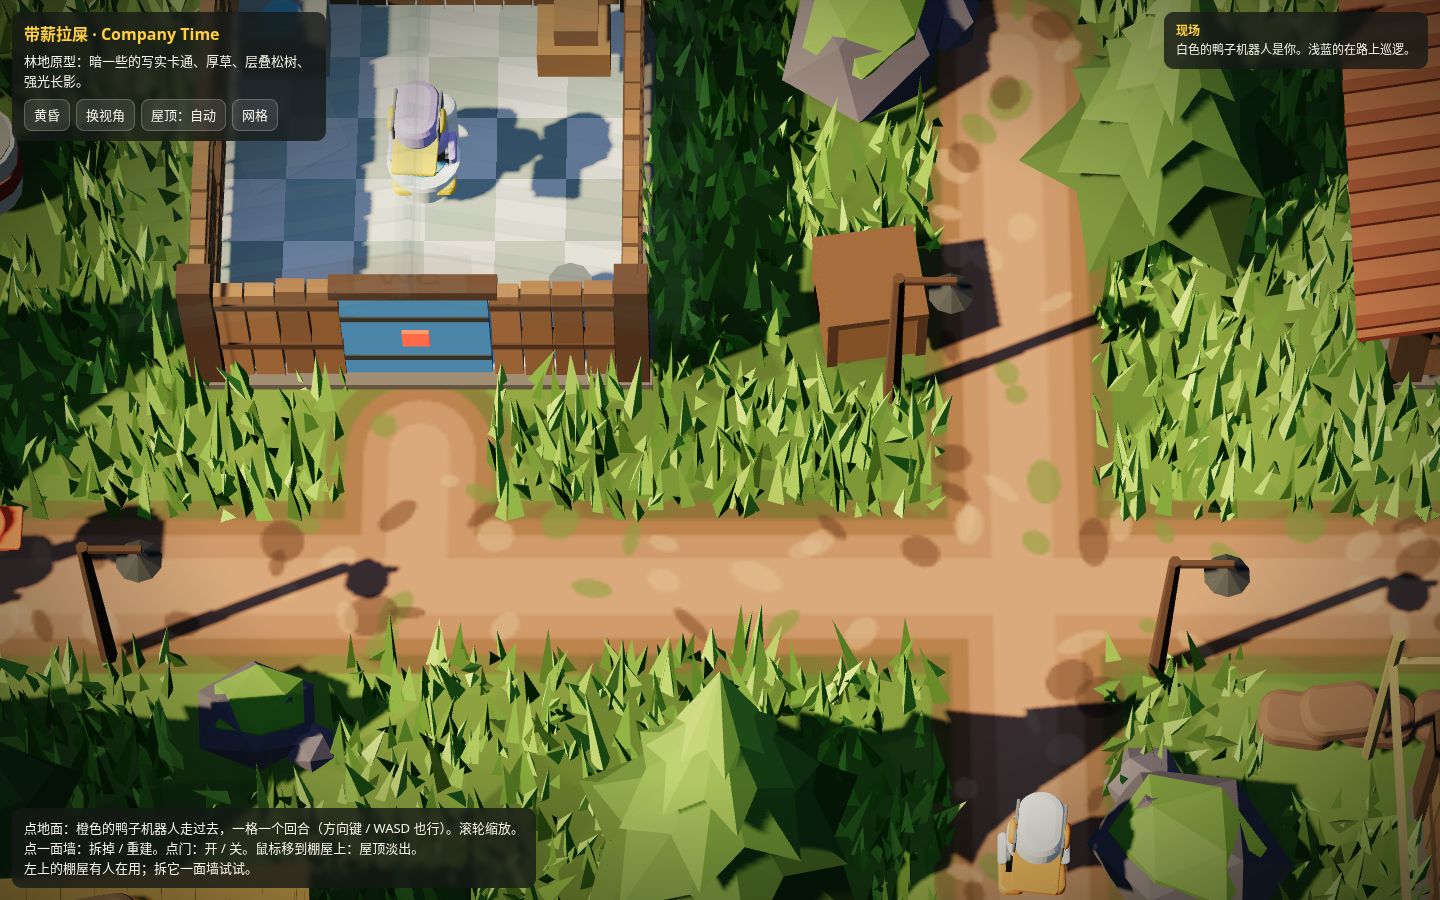 带薪拉屎 · Company Time
林地原型：暗一些的写实卡通、厚草、层叠松树、
强光长影。
黄昏
换视角
屋顶：自动
网格
现场
白色的鸭子机器人是你。浅蓝的在路上巡逻。
WC
点地面：橙色的鸭子机器人走过去，一格一个回合（方向键 / WASD 也行）。滚轮缩放。
点一面墙：拆掉 / 重建。点门：开 / 关。鼠标移到棚屋上：屋顶淡出。
左上的棚屋有人在用；拆它一面墙试试。